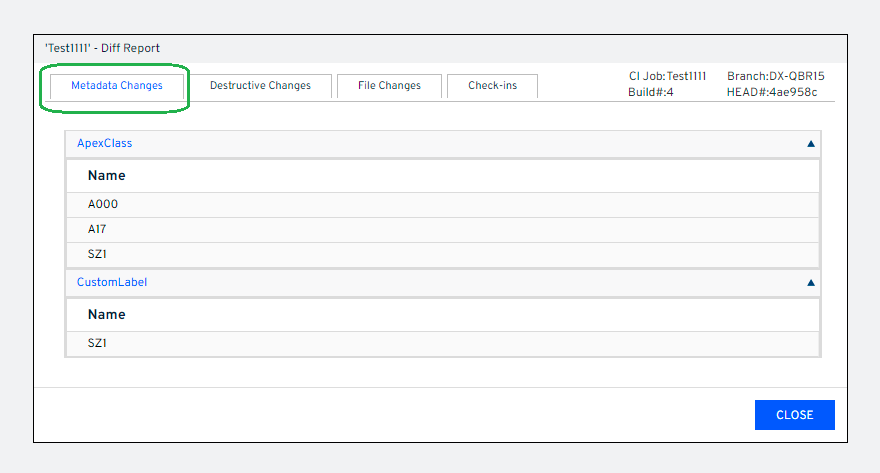 'Test1111' - Diff Report
Metadata Changes Destructive Changes File Changes Check-ins
CI Job:Test1111 Branch:DX-QBR15
Build#:4 HEAD#:4ae958c
ApexClass
Name
A000
A17
SZ1
CustomLabel
Name
SZ1
CLOSE